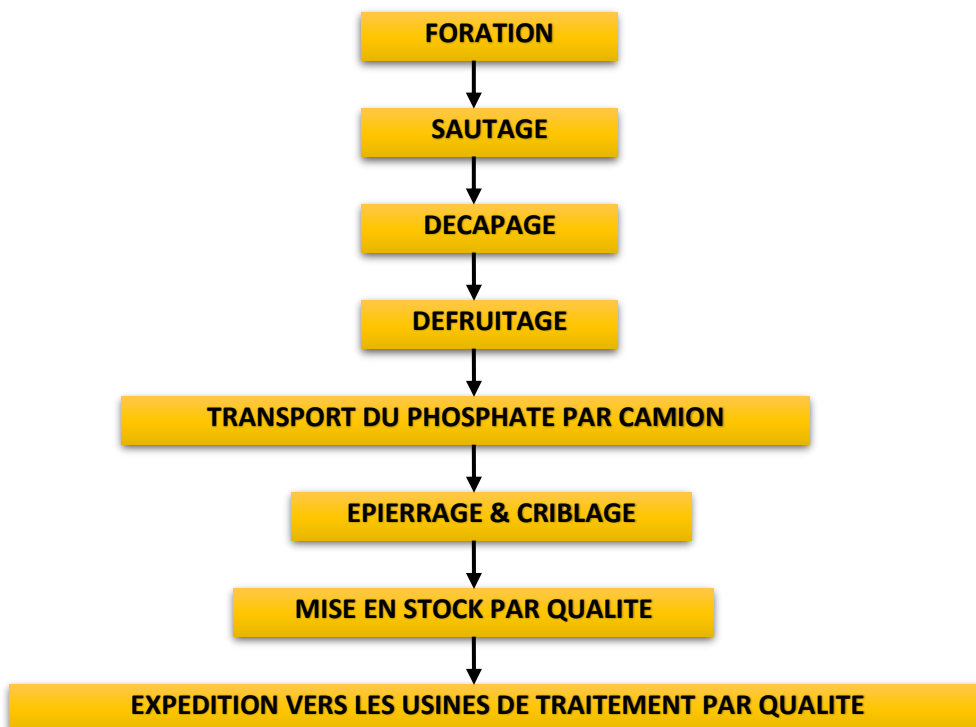 FORATION
SAUTAGE
DECAPAGE
DEFRUITAGE
TRANSPORT DU PHOSPHATE PAR CAMION
EPIERRAGE & CRIBLAGE
MISE EN STOCK PAR QUALITE
EXPEDITION VERS LES USINES DE TRAITEMENT PAR QUALITE